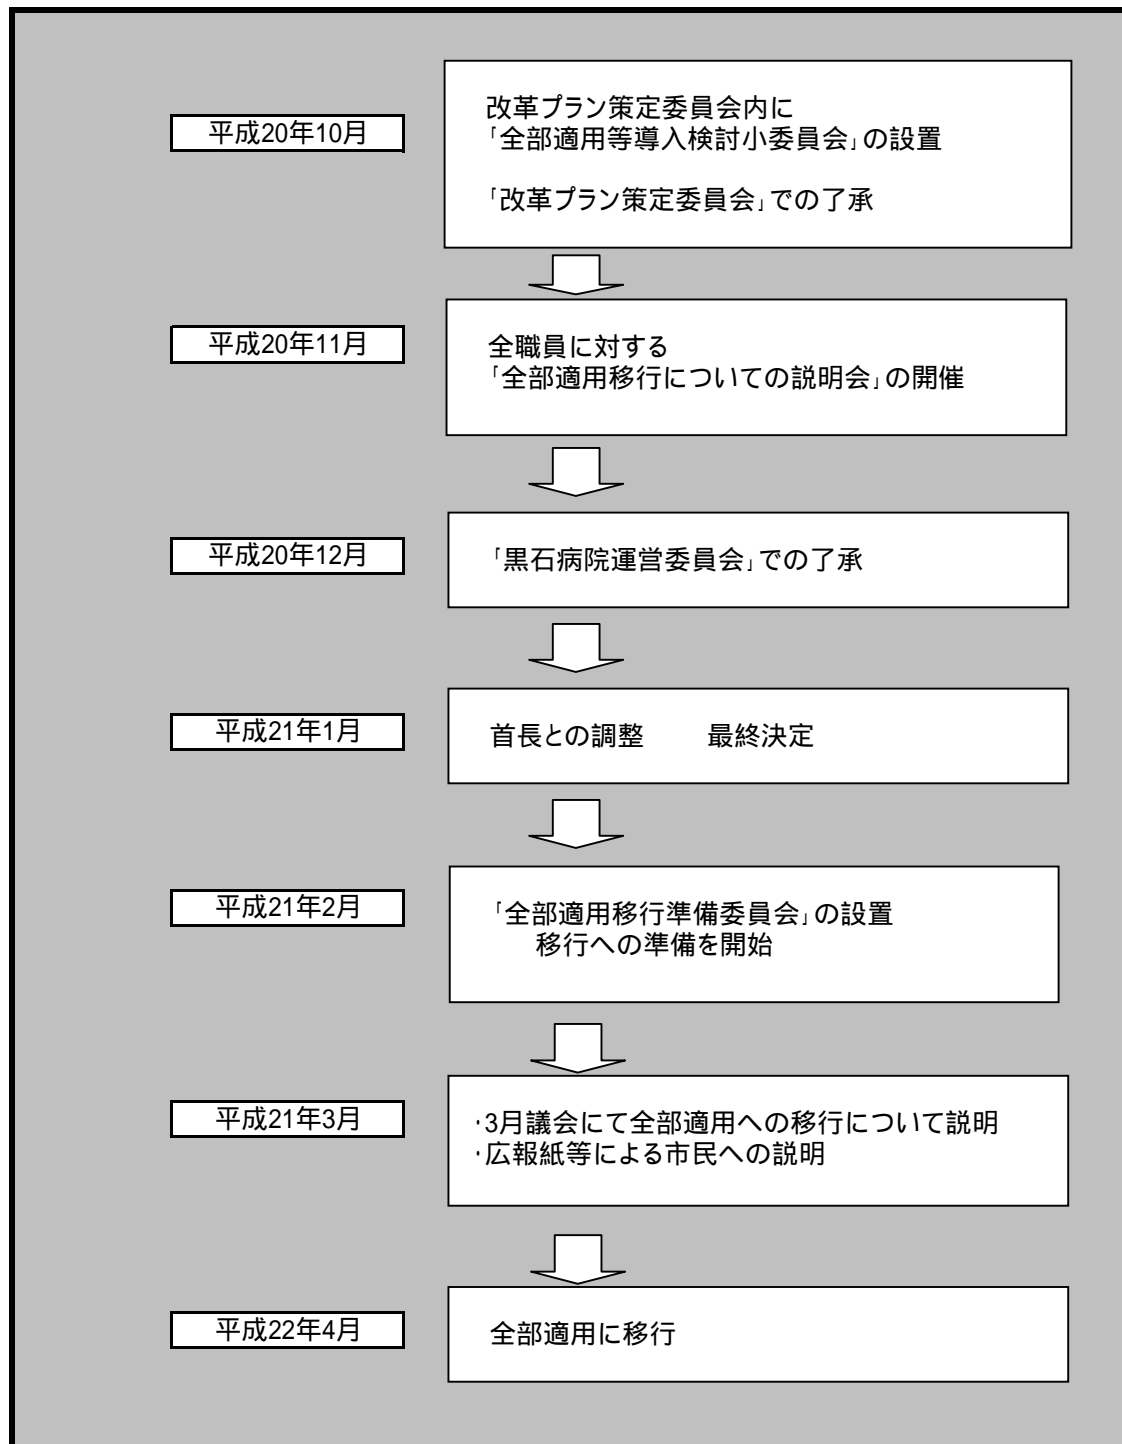 平成20年10月
改革プラン策定委員会内に
「全部適用等導入検討小委員会」の設置
「改革プラン策定委員会」での了承
平成20年11月
全職員に対する
「全部適用移行についての説明会」の開催
平成20年12月
「黒石病院運営委員会」での了承
平成21年1月
首長との調整　　最終決定
平成21年2月
「全部適用移行準備委員会」の設置
移行への準備を開始
平成21年3月
・3月議会にて全部適用への移行について説明
・広報紙等による市民への説明
平成22年4月
全部適用に移行